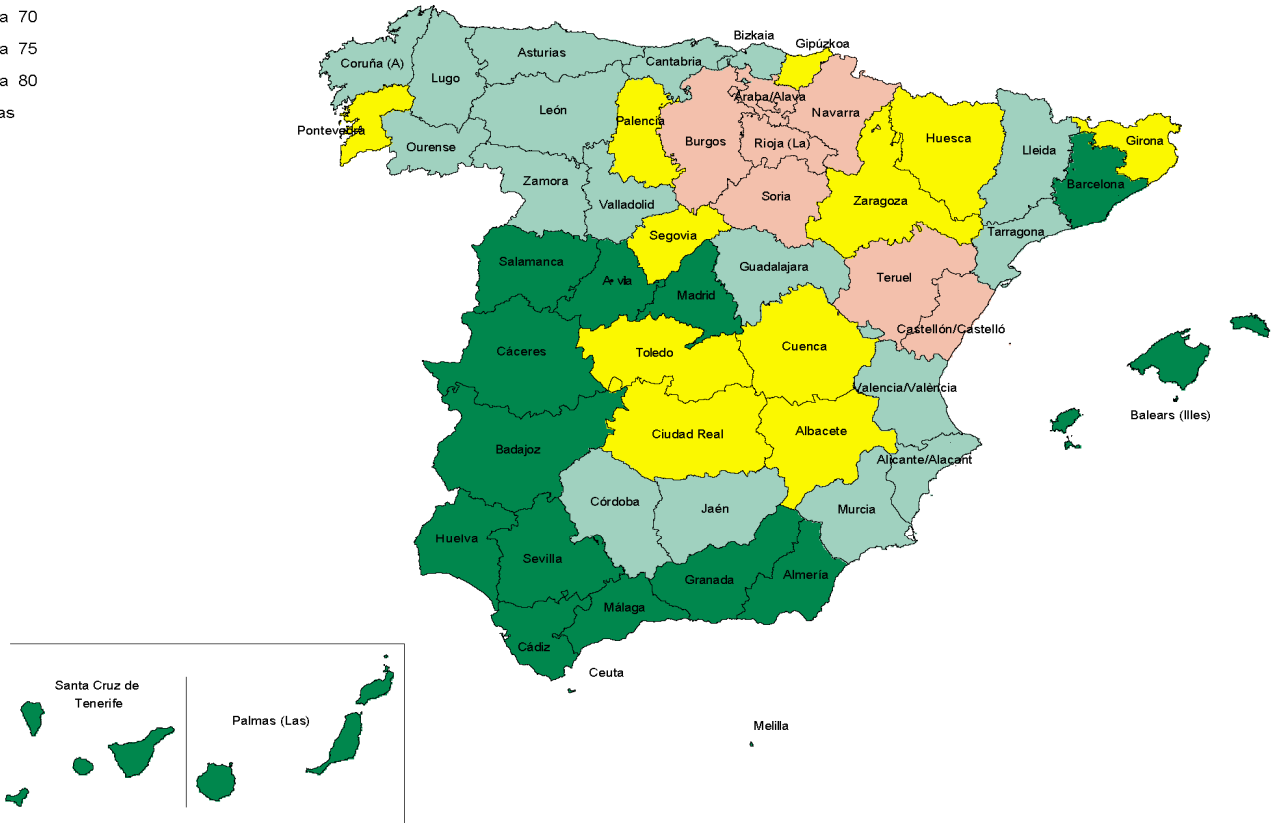 a 70
a 75
a 80
as
Bizkaia
Gipúzkoa
Asturias
Cantabria
Coruña (A)
Lugo
Araba/Alava
León
Navarra
Palencia
Pontevedra
Burgos
Rioja (La)
Huesca
Girona
Ourense
Lleida
Zamora
Barcelona
Soria
Zaragoza
Valladolid
Segovia
Tarragona
Salamanca
Guadalajara
Teruel
Madrid
Castellón/Castelló
Cáceres
Toledo
Cuenca
Valencia/València
Balears (Illes)
Ciudad Real
Albacete
Badajoz
Alicante/Alacant
Córdoba
Jaén
Murcia
Huelva
Sevilla
Granada
Almería
Málaga
Cádiz
Ceuta
Santa Cruz de
Tenerife
Palmas (Las)
Melilla